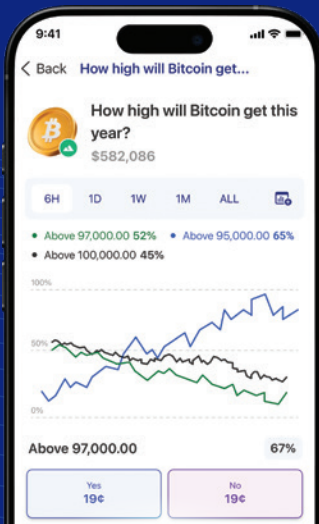 9:41
Back How high will Bitcoin get...
How high will Bitcoin get this
year?
$582,086
6H 1D 1W 1M ALL
Above 97,000.00 52% Above 95,000.00 65%
Above 100,000.00 45%
100%
50%
0%
Above 97,000.00 67%
Yes No
19¢ 19¢